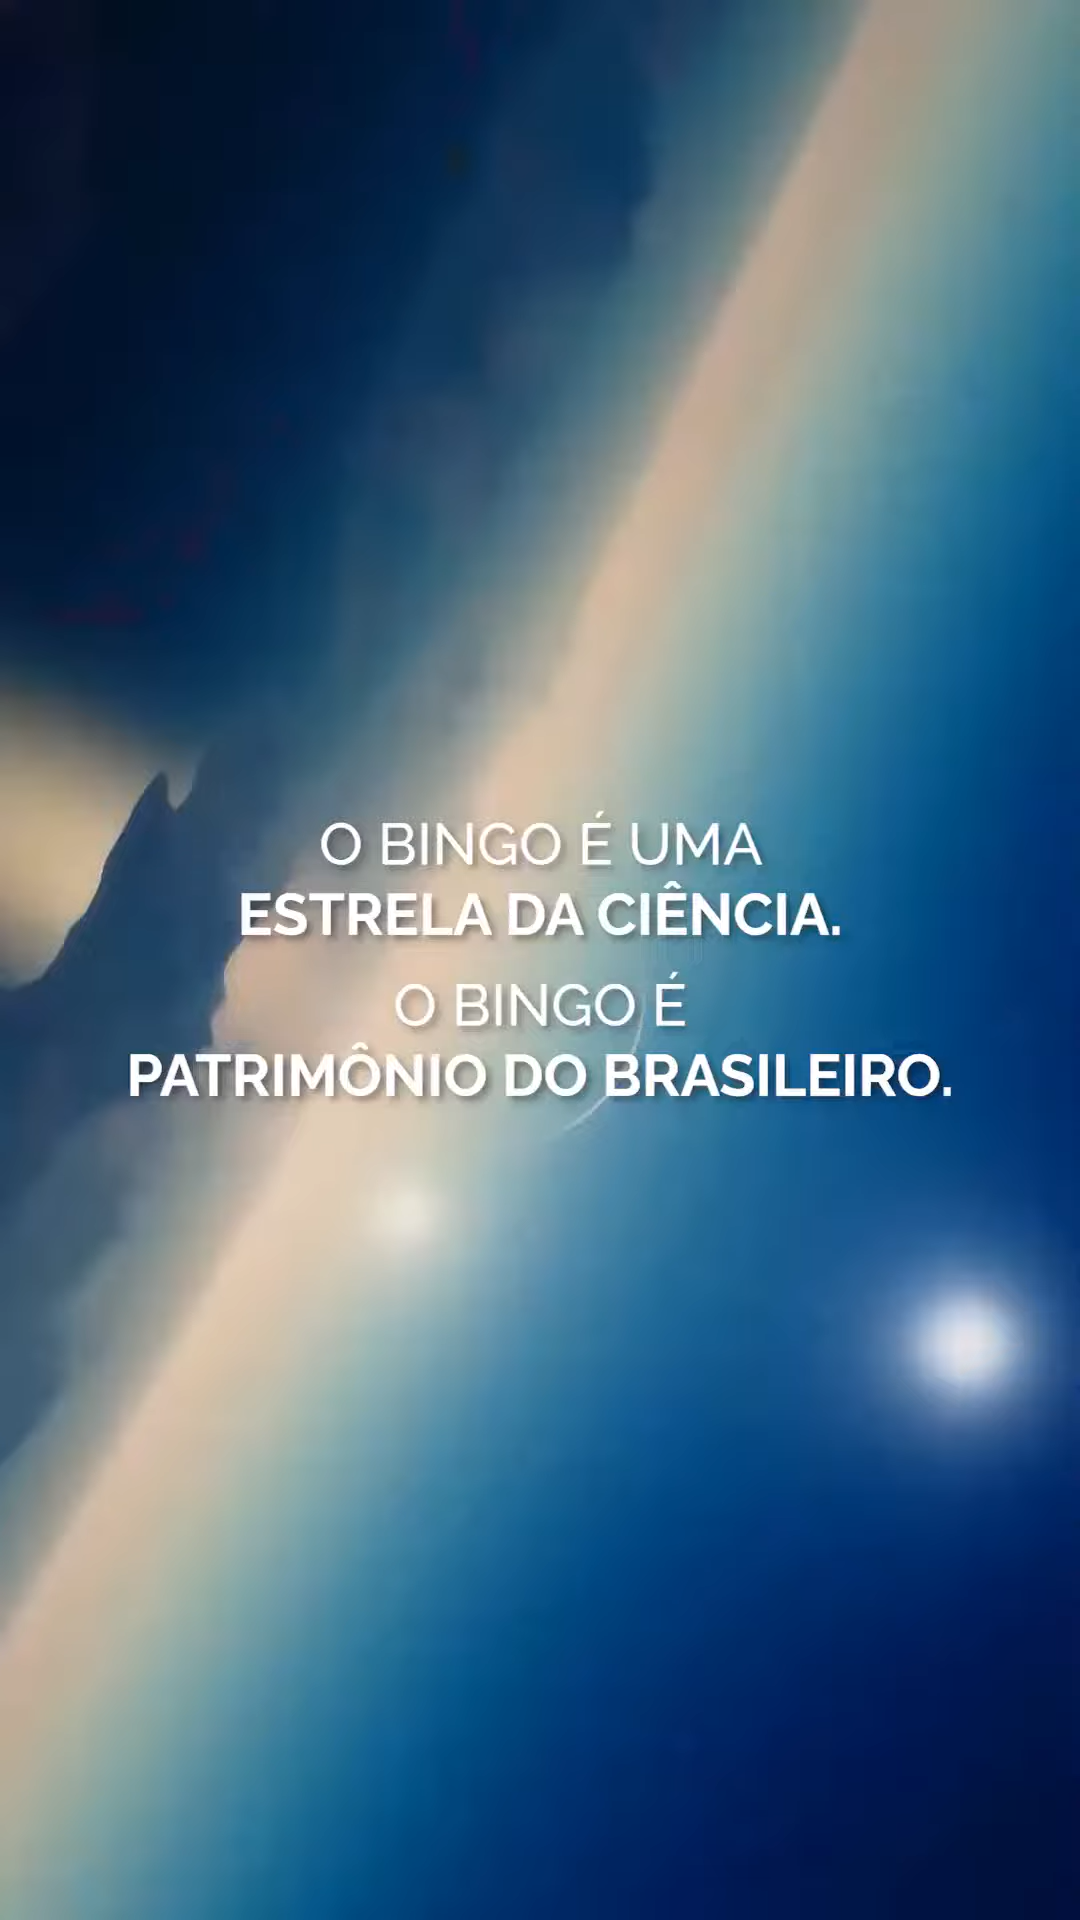 O BINGO É UMA
ESTRELA DA CIÊNCIA.
O BINGO É
PATRIMÔNIO DO BRASILEIRO.